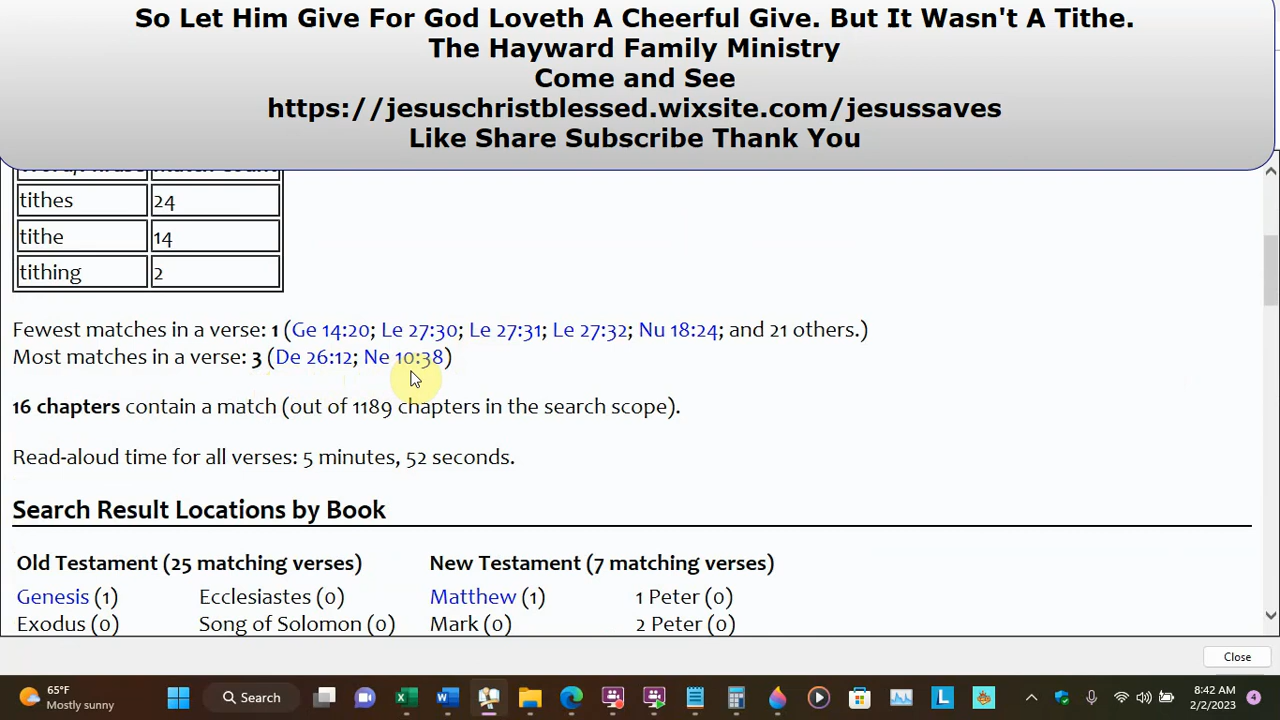 So Let Him Give For God Loveth A Cheerful Give. But It Wasn't A Tithe.
The Hayward Family Ministry
Come and See
https://jesuschristblessed.wixsite.com/jesussaves
Like Share Subscribe Thank You
tithes 24
tithe 14
tithing 2
Fewest matches in a verse: 1 (Ge 14:20; Le 27:30; Le 27:31; Le 27:32; Nu 18:24; and 21 others.)
Most matches in a verse: 3 (De 26:12; Ne 10:38)
16 chapters contain a match (out of 1189 chapters in the search scope).
Read-aloud time for all verses: 5 minutes, 52 seconds.
Search Result Locations by Book
Old Testament (25 matching verses) New Testament (7 matching verses)
Genesis (1) Ecclesiastes (0) Matthew (1) 1 Peter (0)
Exodus (0) Song of Solomon (0) Mark (0) 2 Peter (0)
Close
65°F
Mostly sunny
Search
8:42 AM
2/2/2023
4